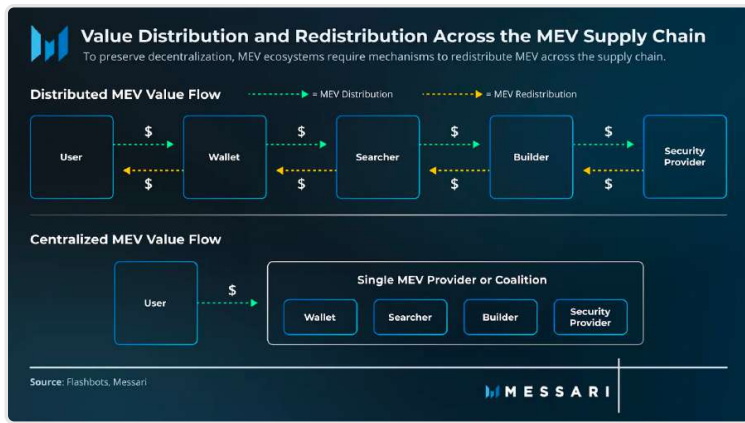 Value Distribution and Redistribution Across the MEV Supply Chain
To preserve decentralization, MEV ecosystems require mechanisms to redistribute MEV across the supply chain.
Distributed MEV Value Flow
= MEV Distribution
= MEV Redistribution
$ $ $ $
User
Wallet
Searcher
Builder
Security
Provider
$ $ $ $
Centralized MEV Value Flow
User
$
Single MEV Provider or Coalition
Wallet
Searcher
Builder
Security
Provider
Source: Flashbots, Messari
MESSARI